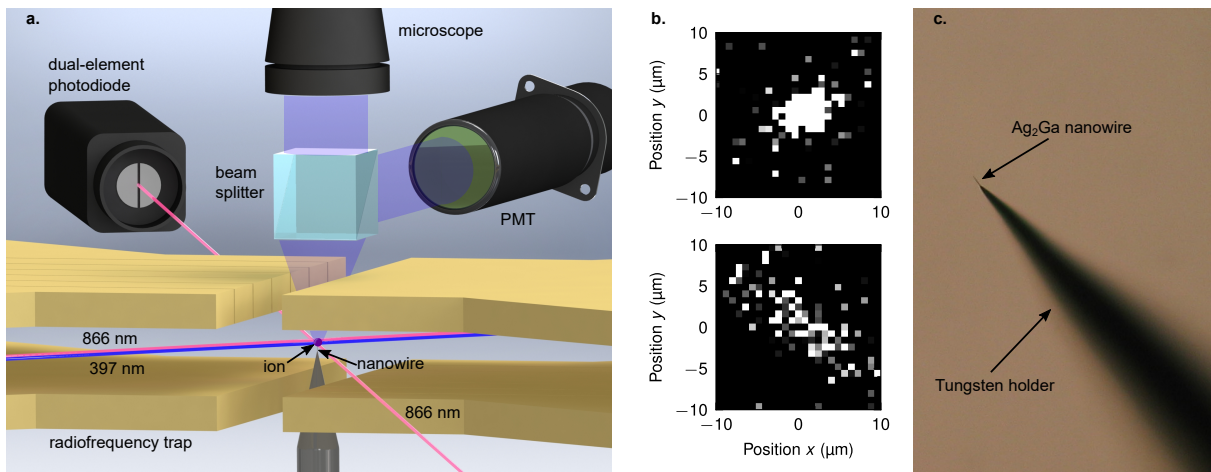 a.
microscope
dual-element
photodiode
beam
splitter
PMT
866 nm
397 nm
ion
nanowire
866 nm
radiofrequency trap
b.
10
5
0
−5
−10
Position y (µm)
−10
0
10
10
5
0
−5
−10
Position y (µm)
−10
0
10
Position x (µm)
c.
Ag₂Ga nanowire
Tungsten holder